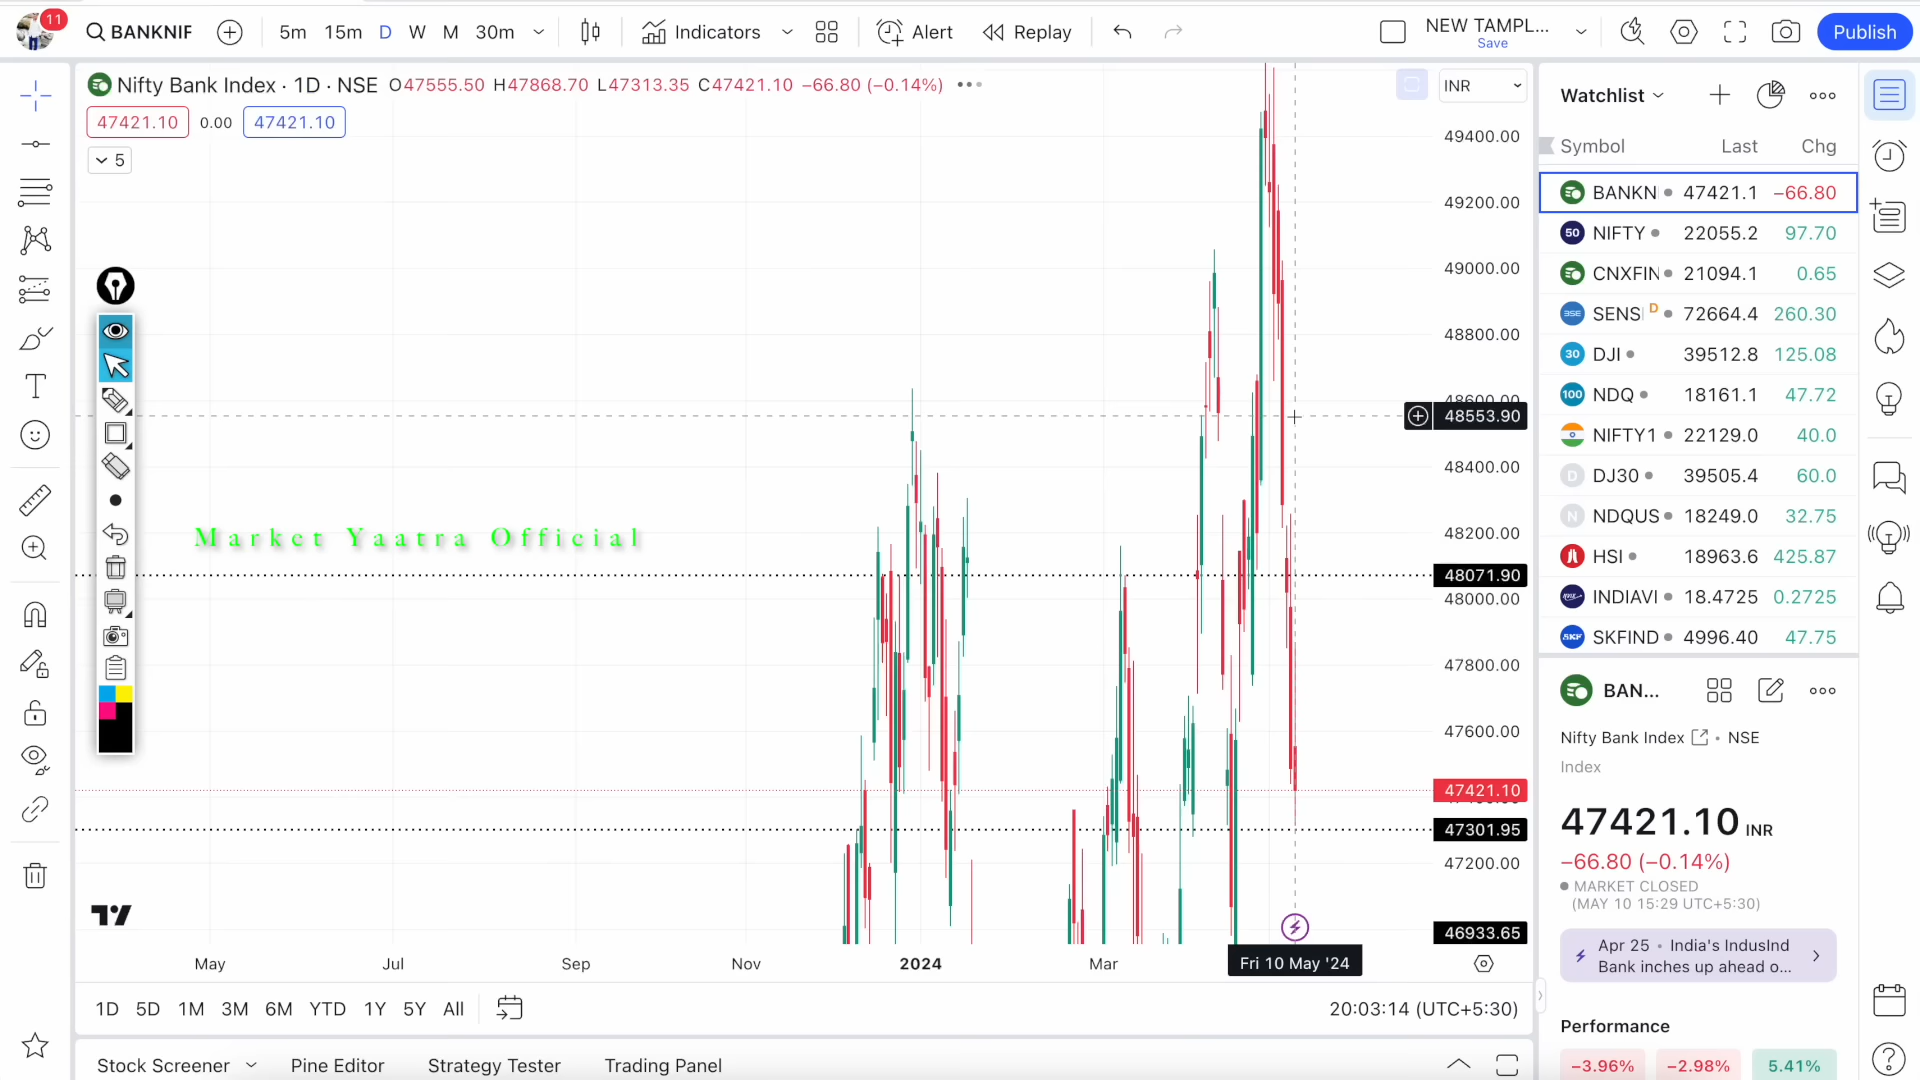 11
BANKNIF
5m 15m D W M 30m
Indicators
Alert
Replay
NEW TAMPL...
Save
Publish
Nifty Bank Index · 1D · NSE O47555.50 H47868.70 L47313.35 C47421.10 −66.80 (−0.14%)
47421.10 0.00 47421.10
5
INR
49400.00
49200.00
49000.00
48800.00
48600.00
48553.90
48400.00
48200.00
48071.90
48000.00
47800.00
47600.00
47421.10
47301.95
47200.00
46933.65
Market Yaatra Official
May Jul Sep Nov 2024 Mar Fri 10 May '24
1D 5D 1M 3M 6M YTD 1Y 5Y All
20:03:14 (UTC+5:30)
Stock Screener Pine Editor Strategy Tester Trading Panel
Watchlist
Symbol Last Chg
BANKN 47421.1 −66.80
50 NIFTY 22055.2 97.70
CNXFIN 21094.1 0.65
BSE SENS D 72664.4 260.30
30 DJI 39512.8 125.08
100 NDQ 18161.1 47.72
NIFTY1 22129.0 40.0
D DJ30 39505.4 60.0
N NDQUS 18249.0 32.75
HSI 18963.6 425.87
INDIAVI 18.4725 0.2725
SKF SKFIND 4996.40 47.75
BAN...
Nifty Bank Index · NSE
Index
47421.10 INR
−66.80 (−0.14%)
MARKET CLOSED
(MAY 10 15:29 UTC+5:30)
Apr 25 · India's IndusInd
Bank inches up ahead o...
Performance
−3.96% −2.98% 5.41%